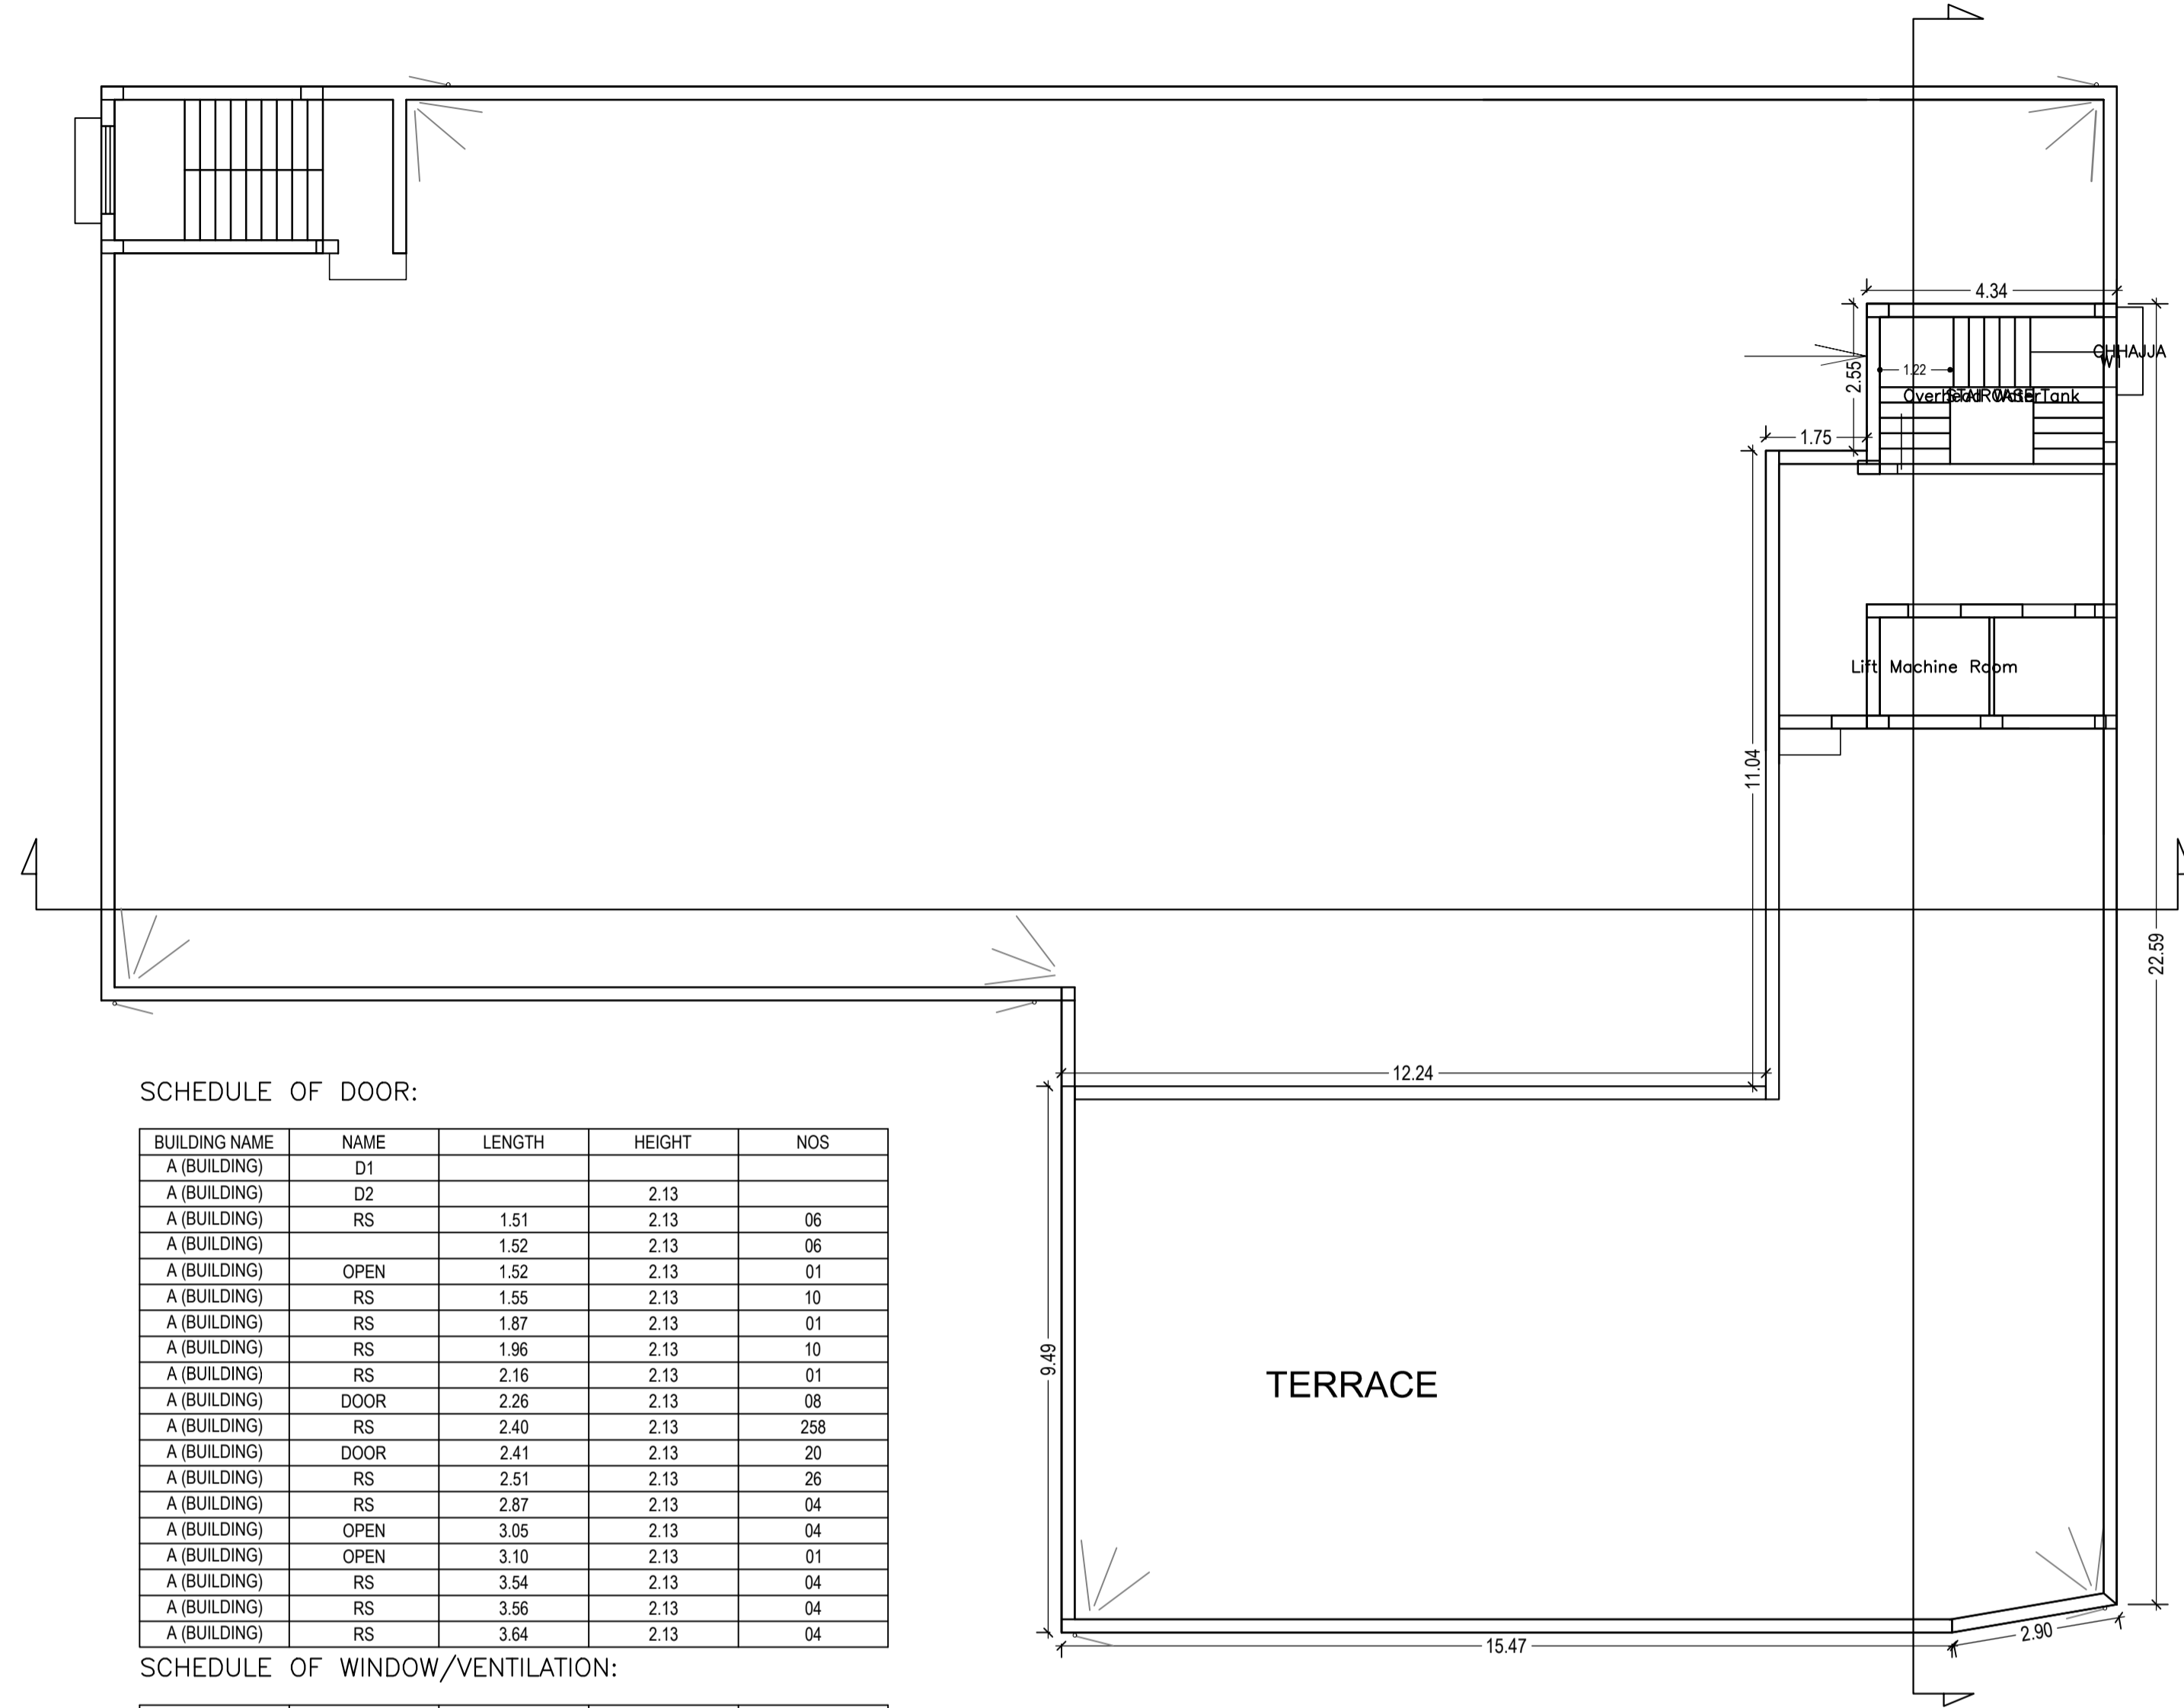 4.34
CHHAJJA
W1
2.55
1.22
Overhead Water Tank
STAIRCASE
1.75
Lift Machine Room
11.04
22.59
12.24
9.49
TERRACE
15.47
2.90
SCHEDULE OF DOOR:
BUILDING NAME NAME LENGTH HEIGHT NOS
A (BUILDING) D1
A (BUILDING) D2 2.13
A (BUILDING) RS 1.51 2.13 06
A (BUILDING) 1.52 2.13 06
A (BUILDING) OPEN 1.52 2.13 01
A (BUILDING) RS 1.55 2.13 10
A (BUILDING) RS 1.87 2.13 01
A (BUILDING) RS 1.96 2.13 10
A (BUILDING) RS 2.16 2.13 01
A (BUILDING) DOOR 2.26 2.13 08
A (BUILDING) RS 2.40 2.13 258
A (BUILDING) DOOR 2.41 2.13 20
A (BUILDING) RS 2.51 2.13 26
A (BUILDING) RS 2.87 2.13 04
A (BUILDING) OPEN 3.05 2.13 04
A (BUILDING) OPEN 3.10 2.13 01
A (BUILDING) RS 3.54 2.13 04
A (BUILDING) RS 3.56 2.13 04
A (BUILDING) RS 3.64 2.13 04
SCHEDULE OF WINDOW/VENTILATION: